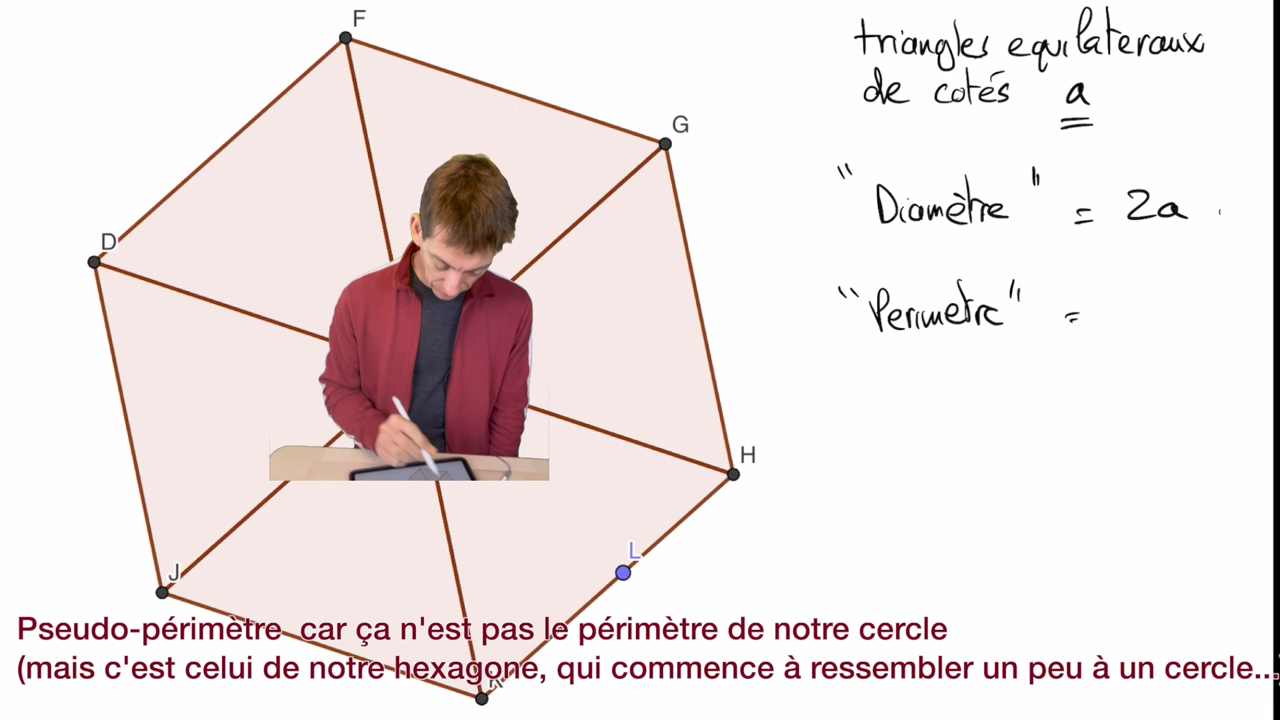 F
G
D
H
L
J
K
triangles equilateraux
de cotés a
"Diamètre" = 2a
"Perimetre" =
Pseudo-périmètre car ça n'est pas le périmètre de notre cercle
(mais c'est celui de notre hexagone, qui commence à ressembler un peu à un cercle...)